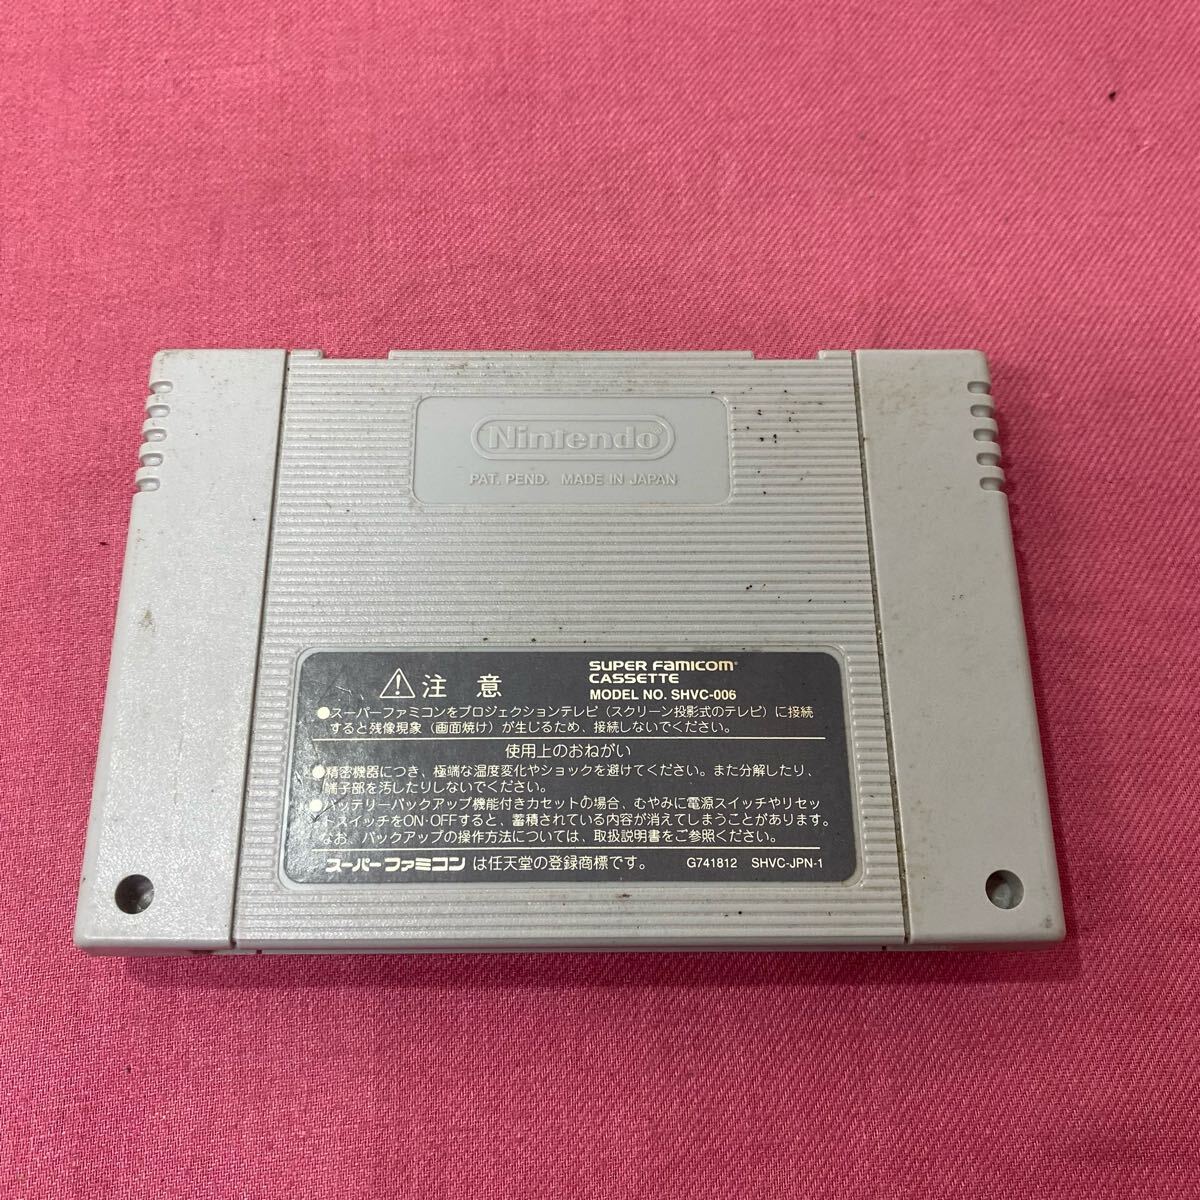 Nintendo
PAT. PEND. MADE IN JAPAN
注意
SUPER FAMICOM
CASSETTE
MODEL NO. SHVC-006
●スーパーファミコンをプロジェクションテレビ（スクリーン投影式のテレビ）に接続
すると残像現象（画面焼け）が生じるため、接続しないでください。
使用上のおねがい
●精密機器につき、極端な温度変化やショックを避けてください。また分解したり、
端子部を汚したりしないでください。
●バッテリーバックアップ機能付きカセットの場合、むやみに電源スイッチやリセッ
トスイッチをON・OFFすると、蓄積されている内容が消えてしまうことがあります。
なお、バックアップの操作方法については、取扱説明書をご参照ください。
スーパーファミコン は任天堂の登録商標です。 G741812 SHVC-JPN-1